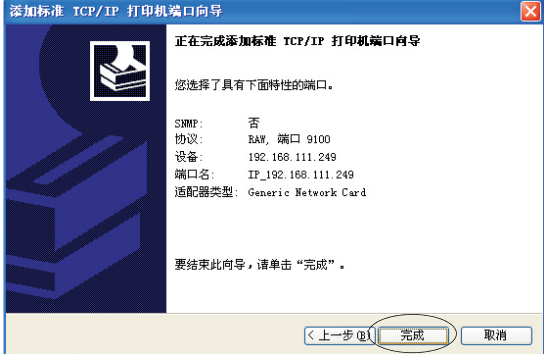 添加标准 TCP/IP 打印机端口向导
正在完成添加标准 TCP/IP 打印机端口向导
您选择了具有下面特性的端口。
SNMP: 否
协议: RAW, 端口 9100
设备: 192.168.111.249
端口名: IP_192.168.111.249
适配器类型: Generic Network Card
要结束此向导，请单击“完成”。
< 上一步(B) 完成 取消